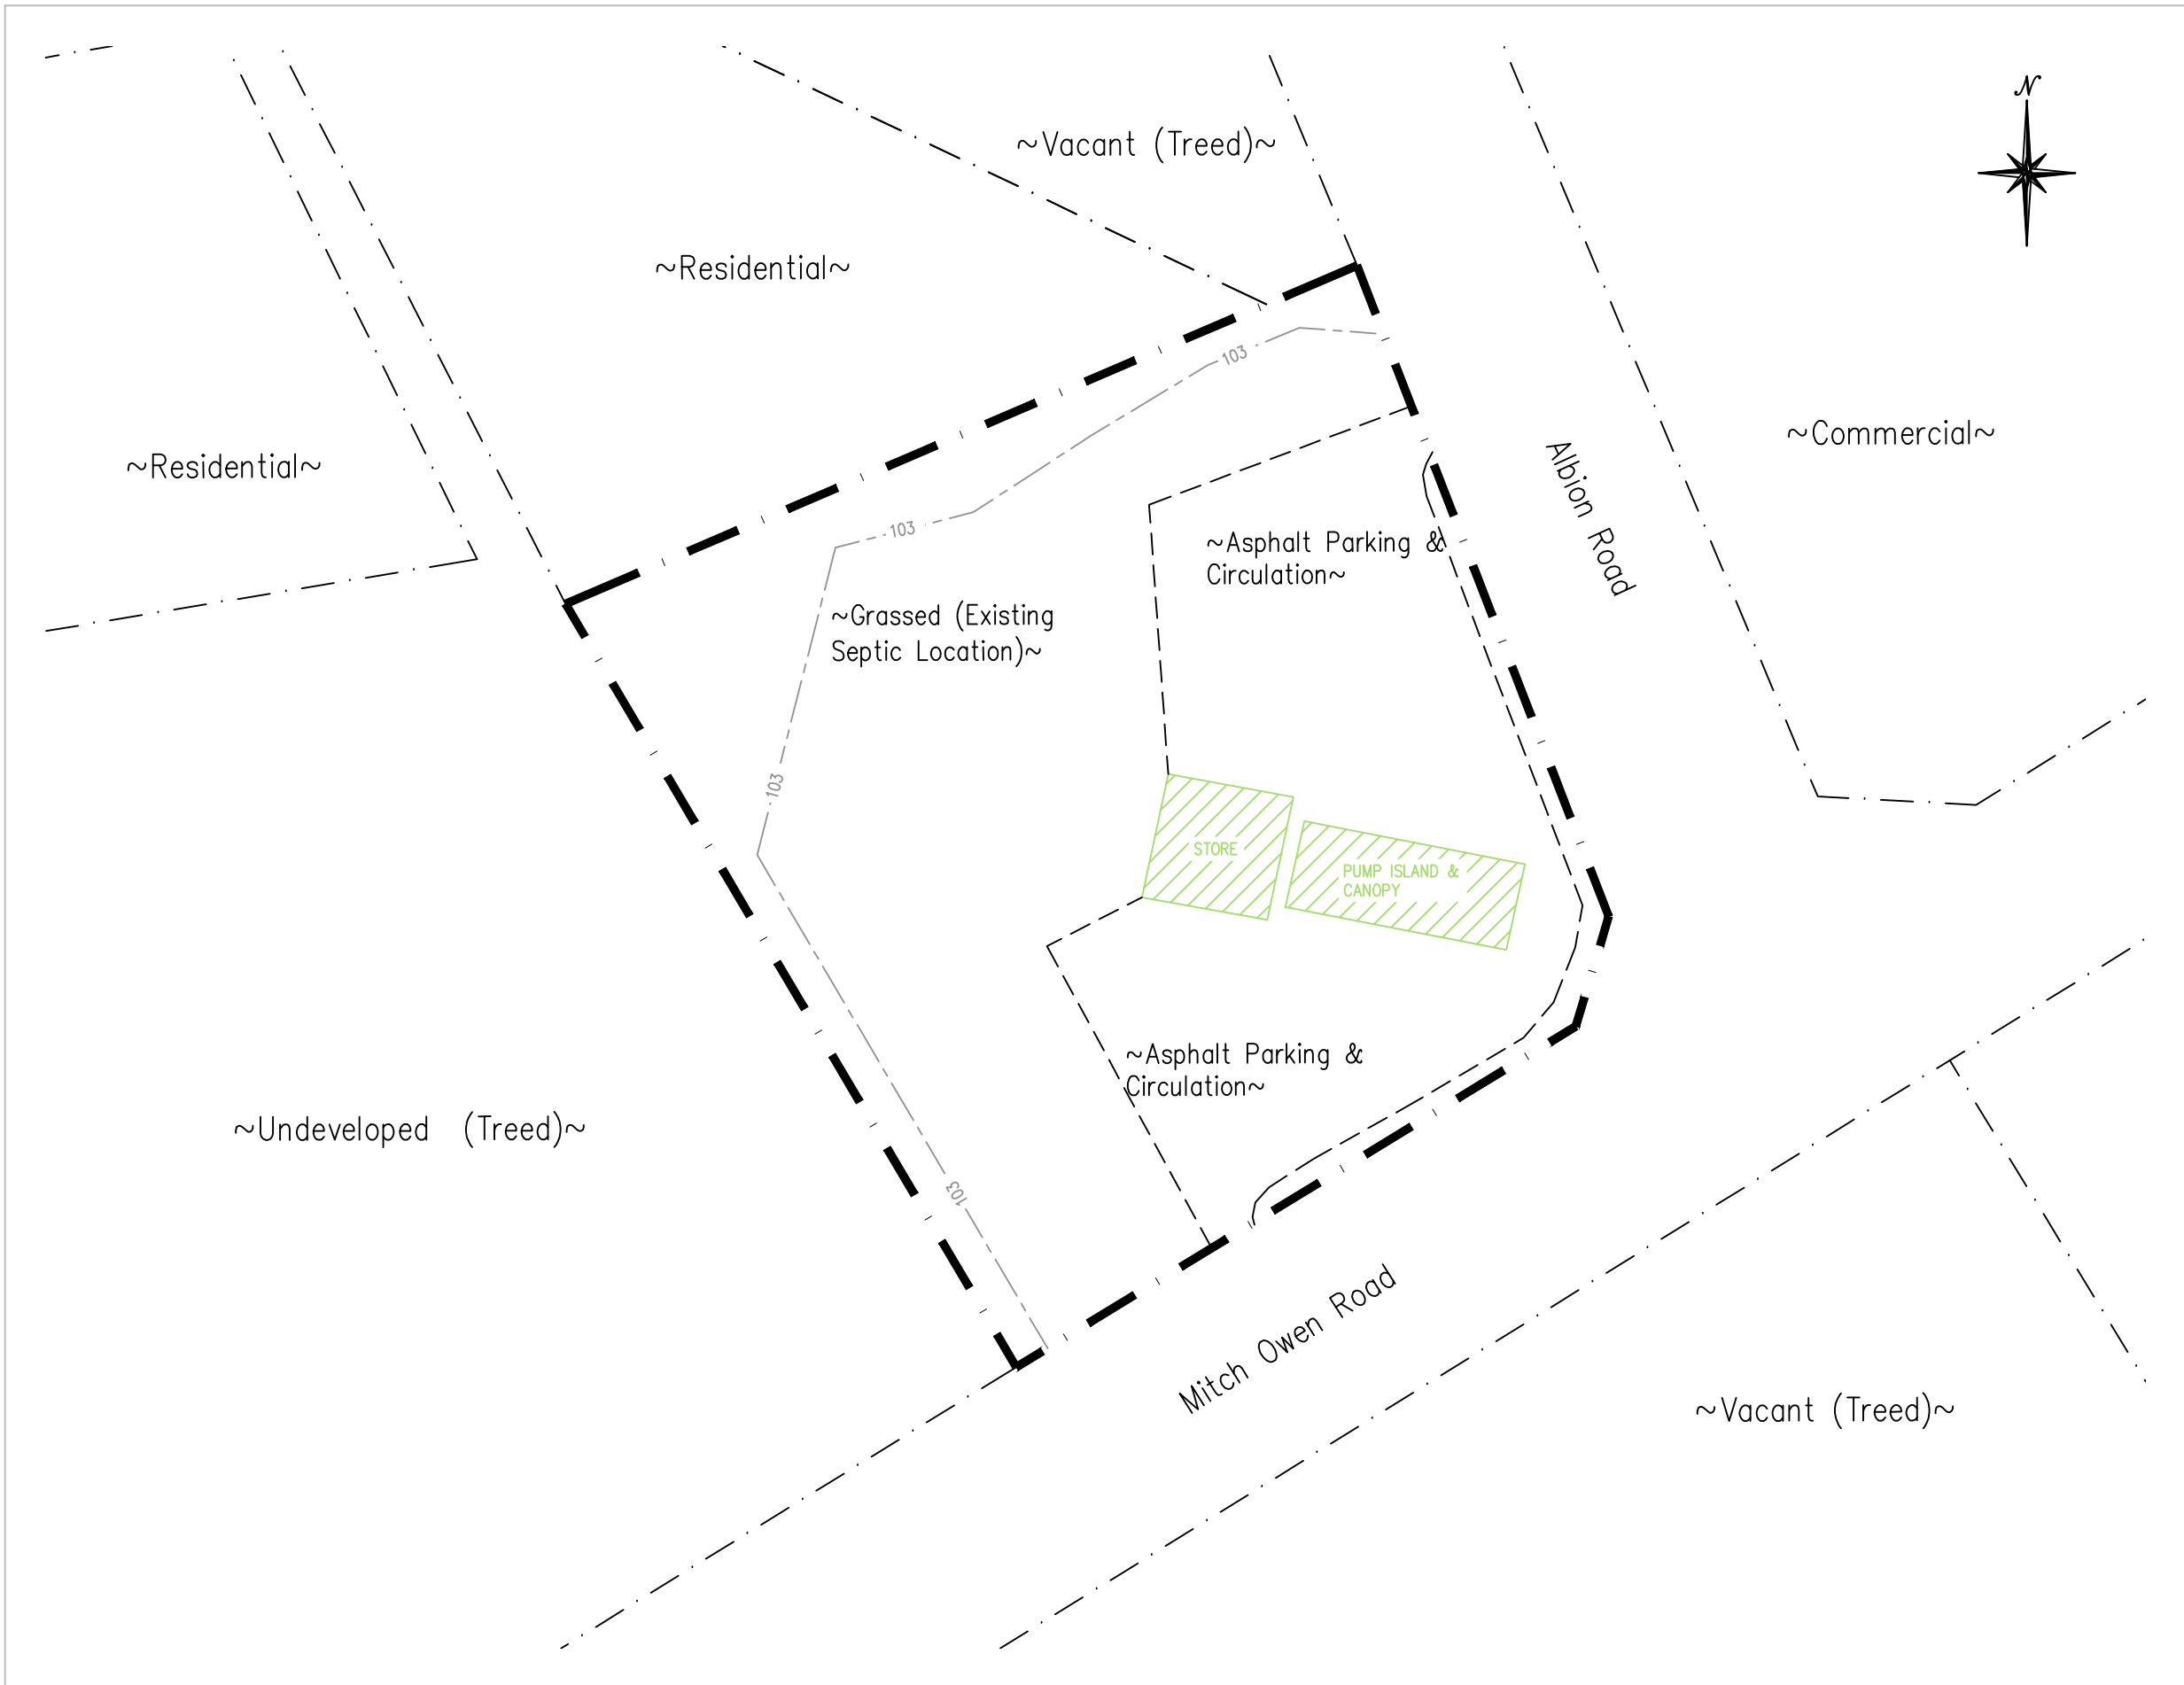 N
~Vacant (Treed)~
~Residential~
103
~Commercial~
~Residential~
Albion Road
103
~Asphalt Parking &
Circulation~
~Grassed (Existing
Septic Location)~
103
STORE
PUMP ISLAND &
CANOPY
~Asphalt Parking &
Circulation~
~Undeveloped (Treed)~
103
Mitch Owen Road
~Vacant (Treed)~